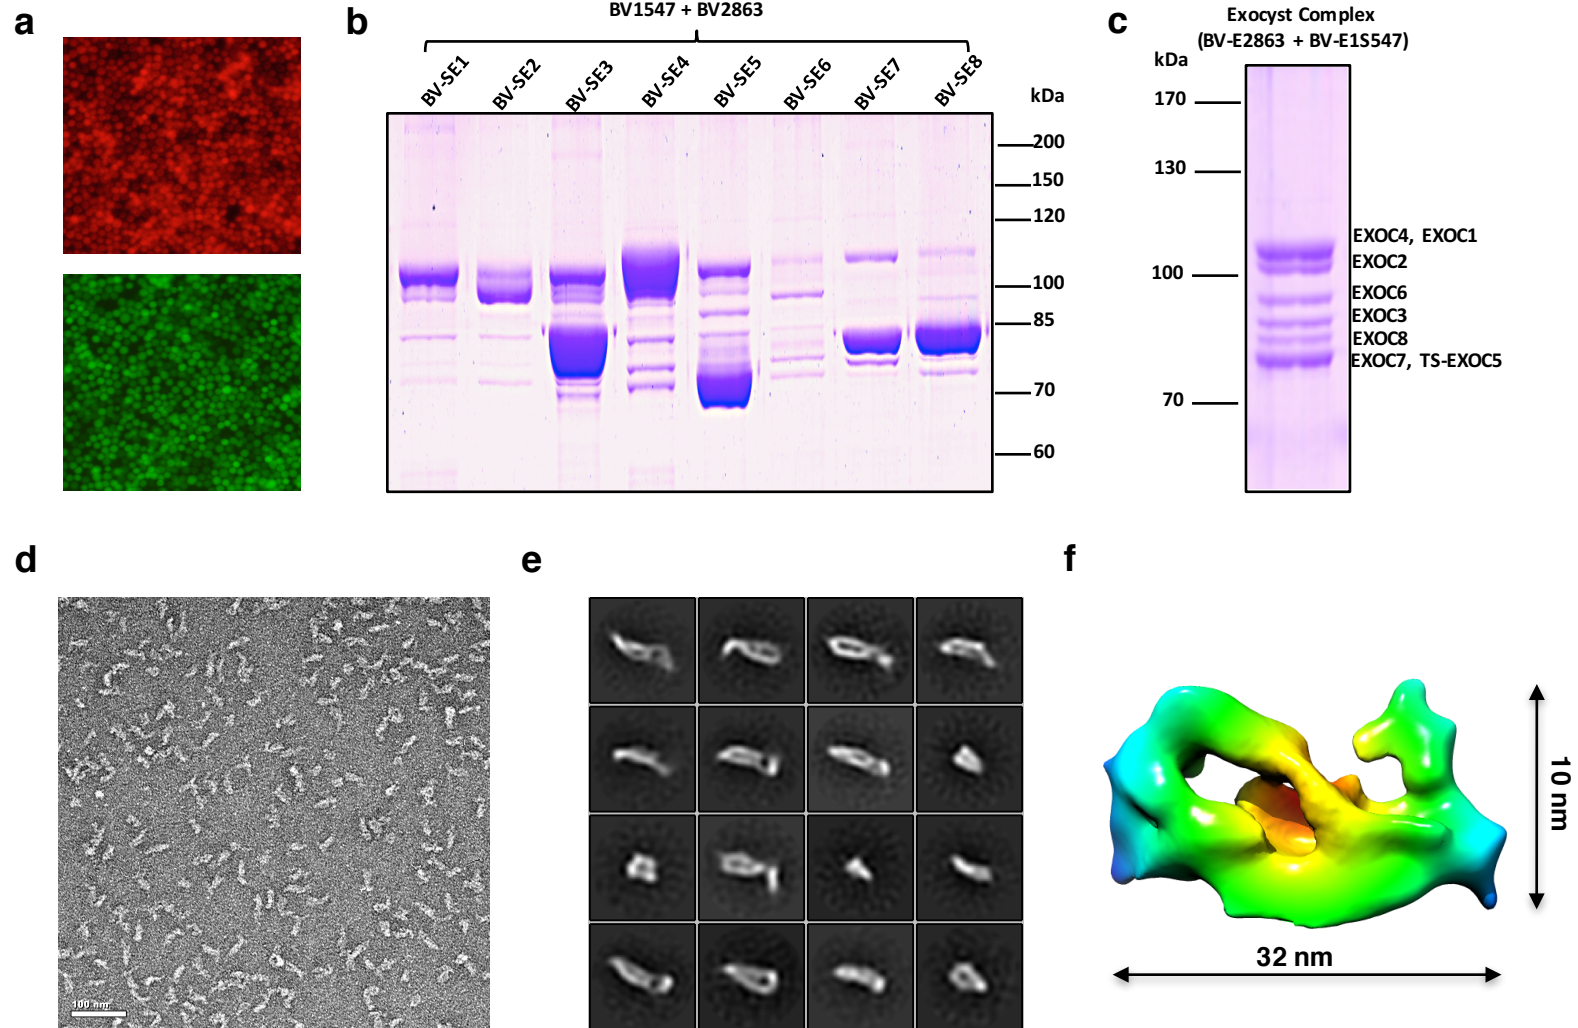 a
b
BV1547 + BV2863
BV-SE1
BV-SE2
BV-SE3
BV-SE4
BV-SE5
BV-SE6
BV-SE7
BV-SE8
kDa
200
150
120
100
85
70
60
c
Exocyst Complex
(BV-E2863 + BV-E1S547)
kDa
170
130
100
70
EXOC4, EXOC1
EXOC2
EXOC6
EXOC3
EXOC8
EXOC7, TS-EXOC5
d
100 nm
e
f
10 nm
32 nm